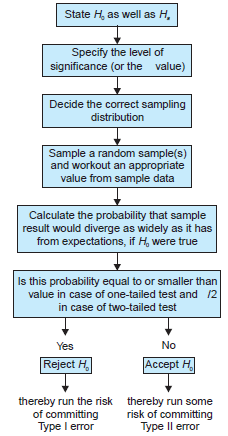 State H₀ as well as Hₐ
Specify the level of
significance (or the value)
Decide the correct sampling
distribution
Sample a random sample(s)
and workout an appropriate
value from sample data
Calculate the probability that sample
result would diverge as widely as it has
from expectations, if H₀ were true
Is this probability equal to or smaller than
value in case of one-tailed test and /2
in case of two-tailed test
Yes
No
Reject H₀
Accept H₀
thereby run the risk
of committing
Type I error
thereby run some
risk of committing
Type II error